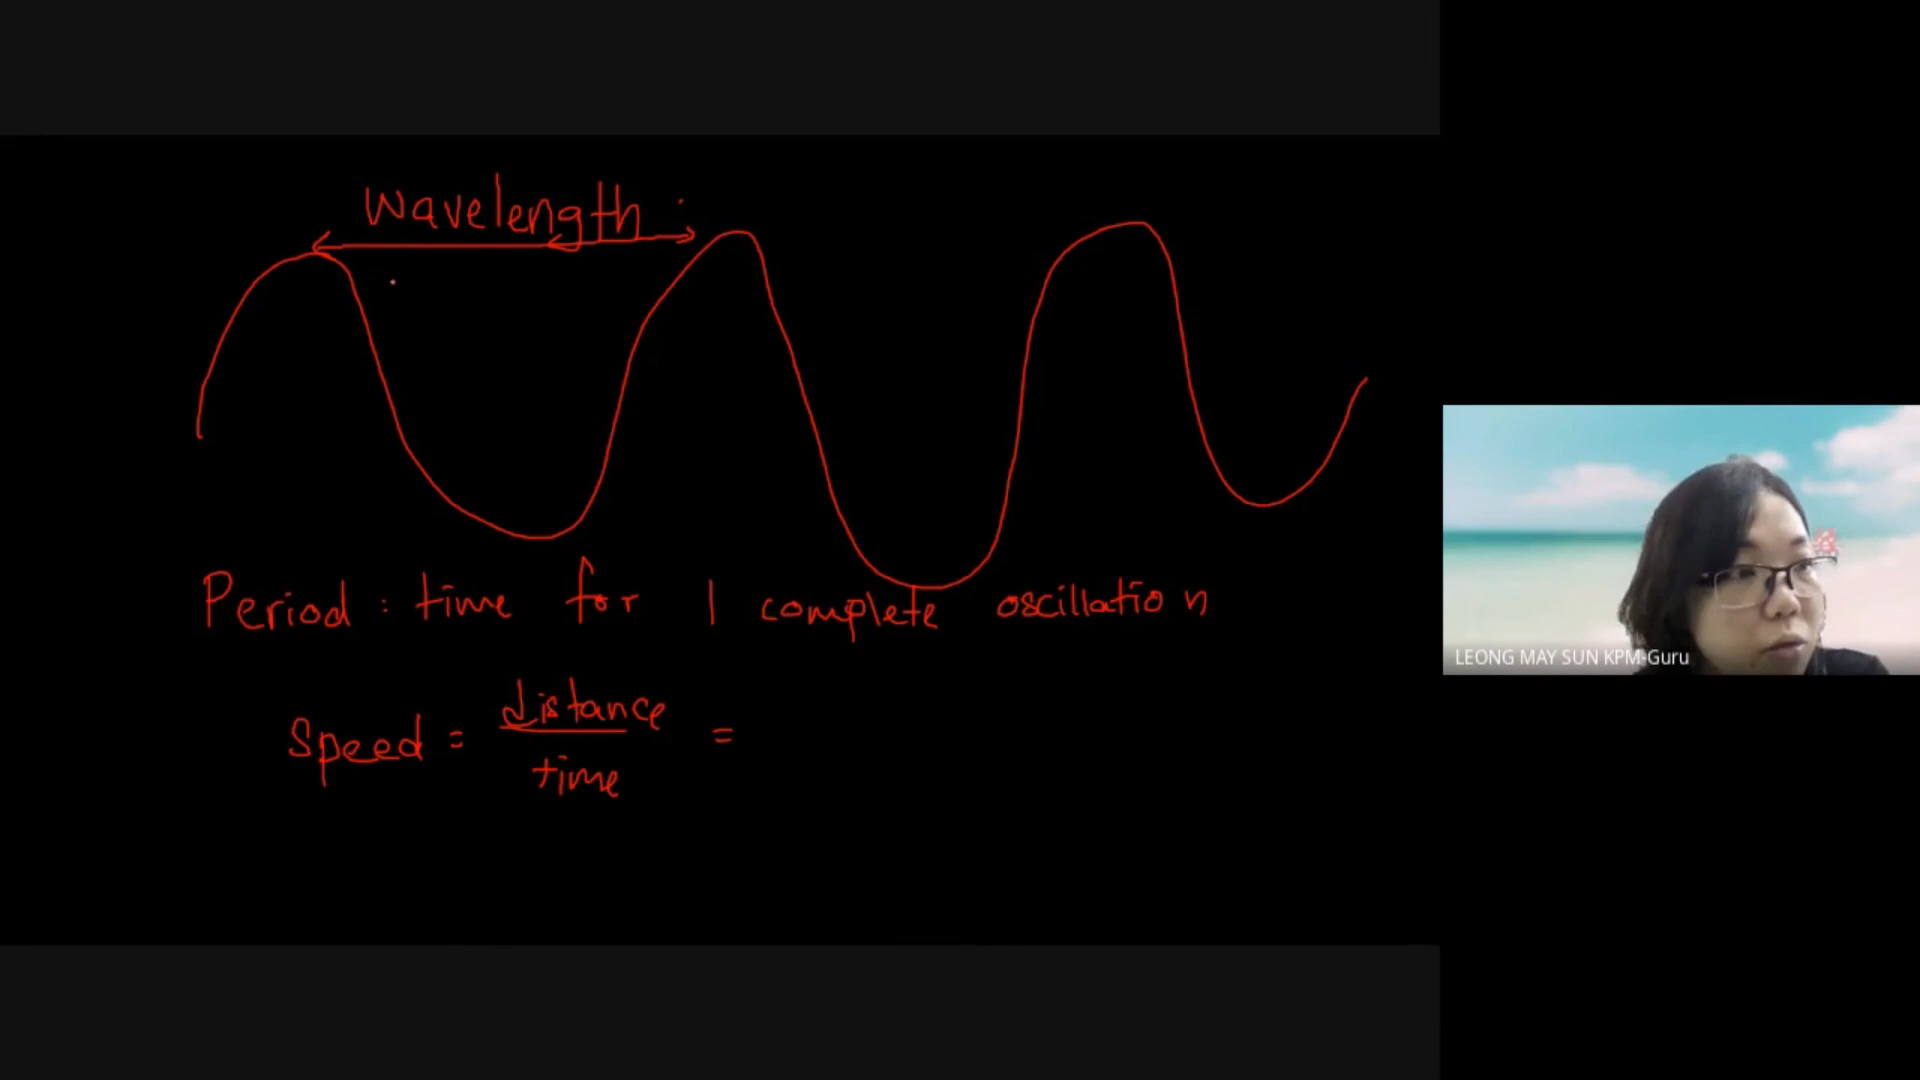 Wavelength
Period : time for 1 complete oscillation
Speed = distance / time =
LEONG MAY SUN KPM-Guru